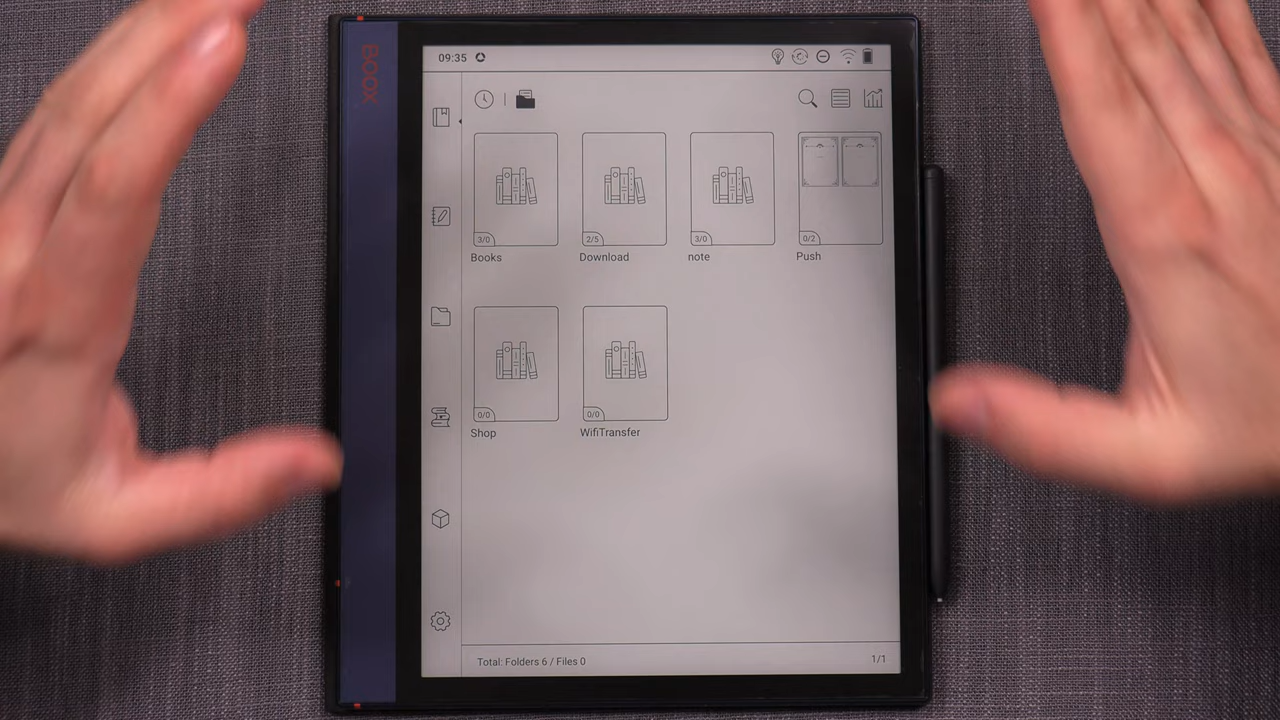 BOOX
09:35
3/0
2/5
3/0
0/2
Books
Download
note
Push
0/0
0/0
Shop
WifiTransfer
Total: Folders 6 / Files 0
1/1